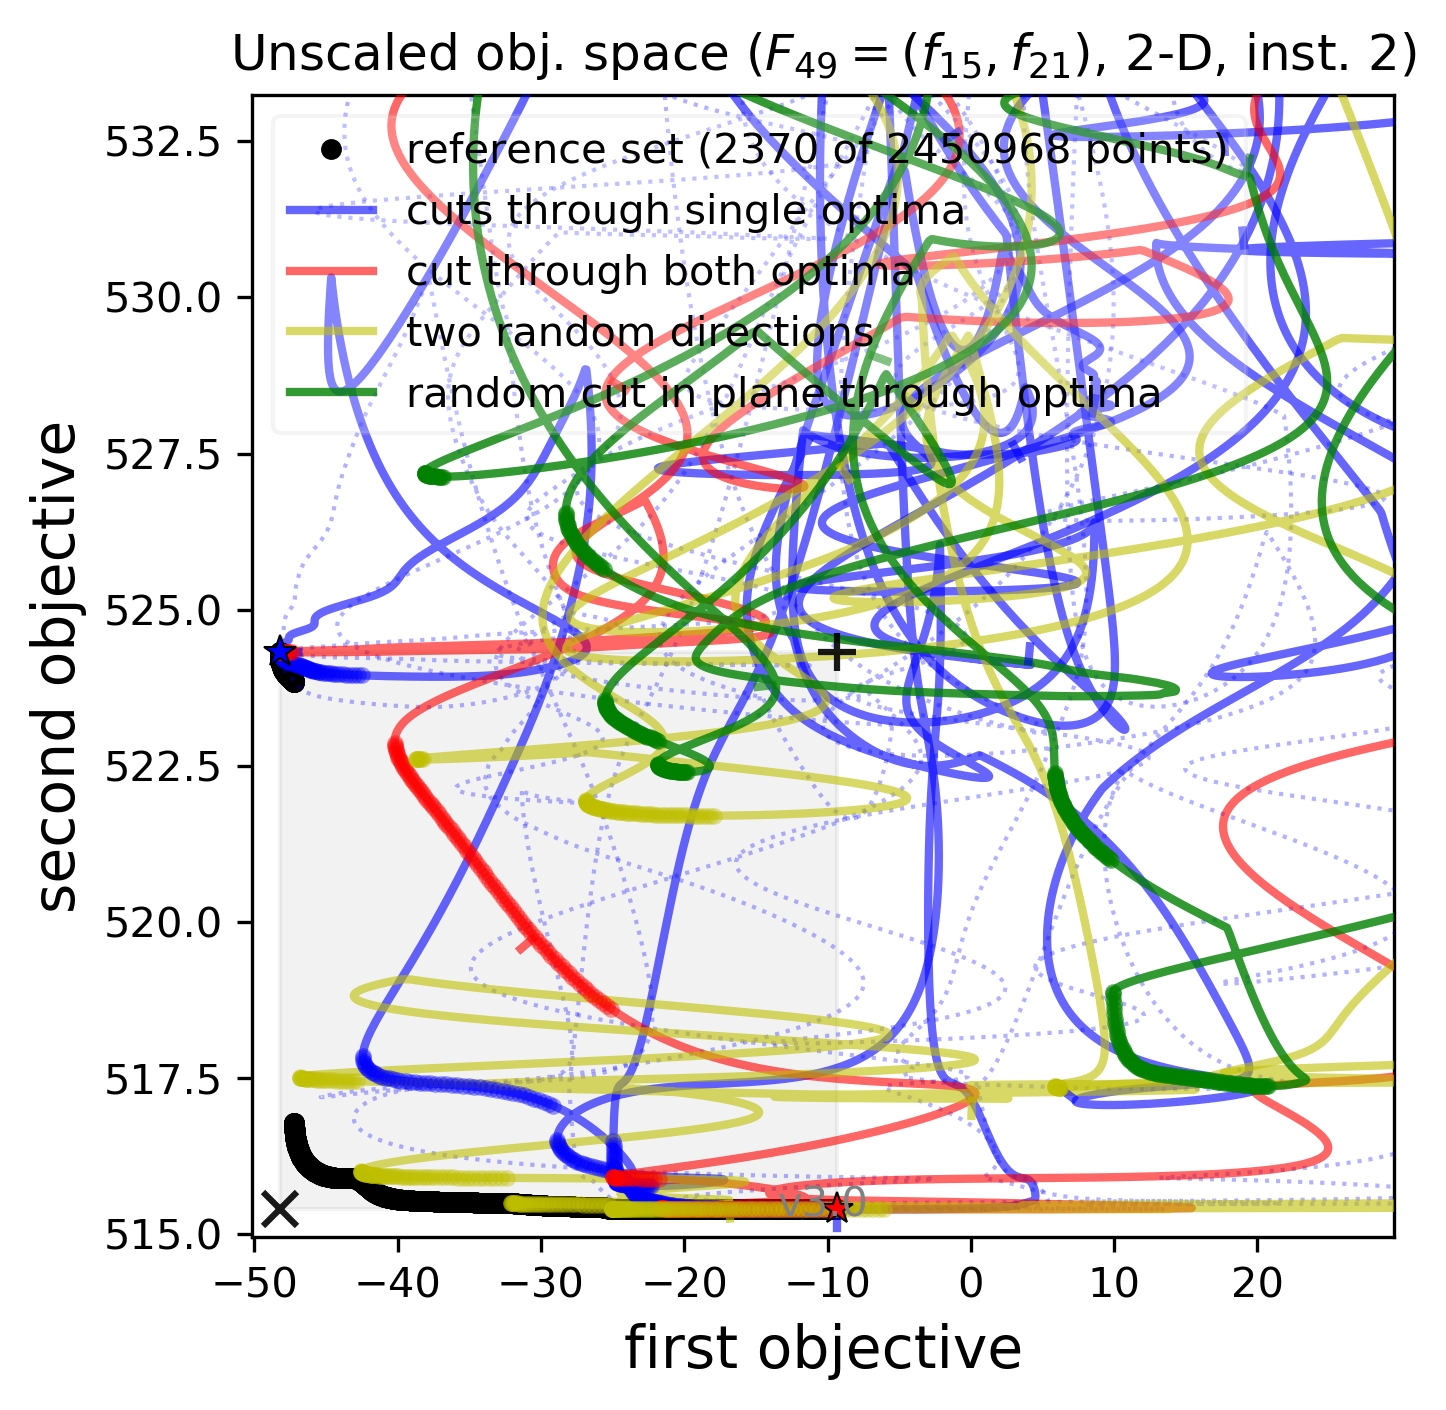 Unscaled obj. space (F49 = (f15, f21), 2-D, inst. 2)
532.5
530.0
527.5
525.0
522.5
520.0
517.5
515.0
second objective
reference set (2370 of 2450968 points)
cuts through single optima
cut through both optima
two random directions
random cut in plane through optima
v3.0
−50 −40 −30 −20 −10 0 10 20
first objective